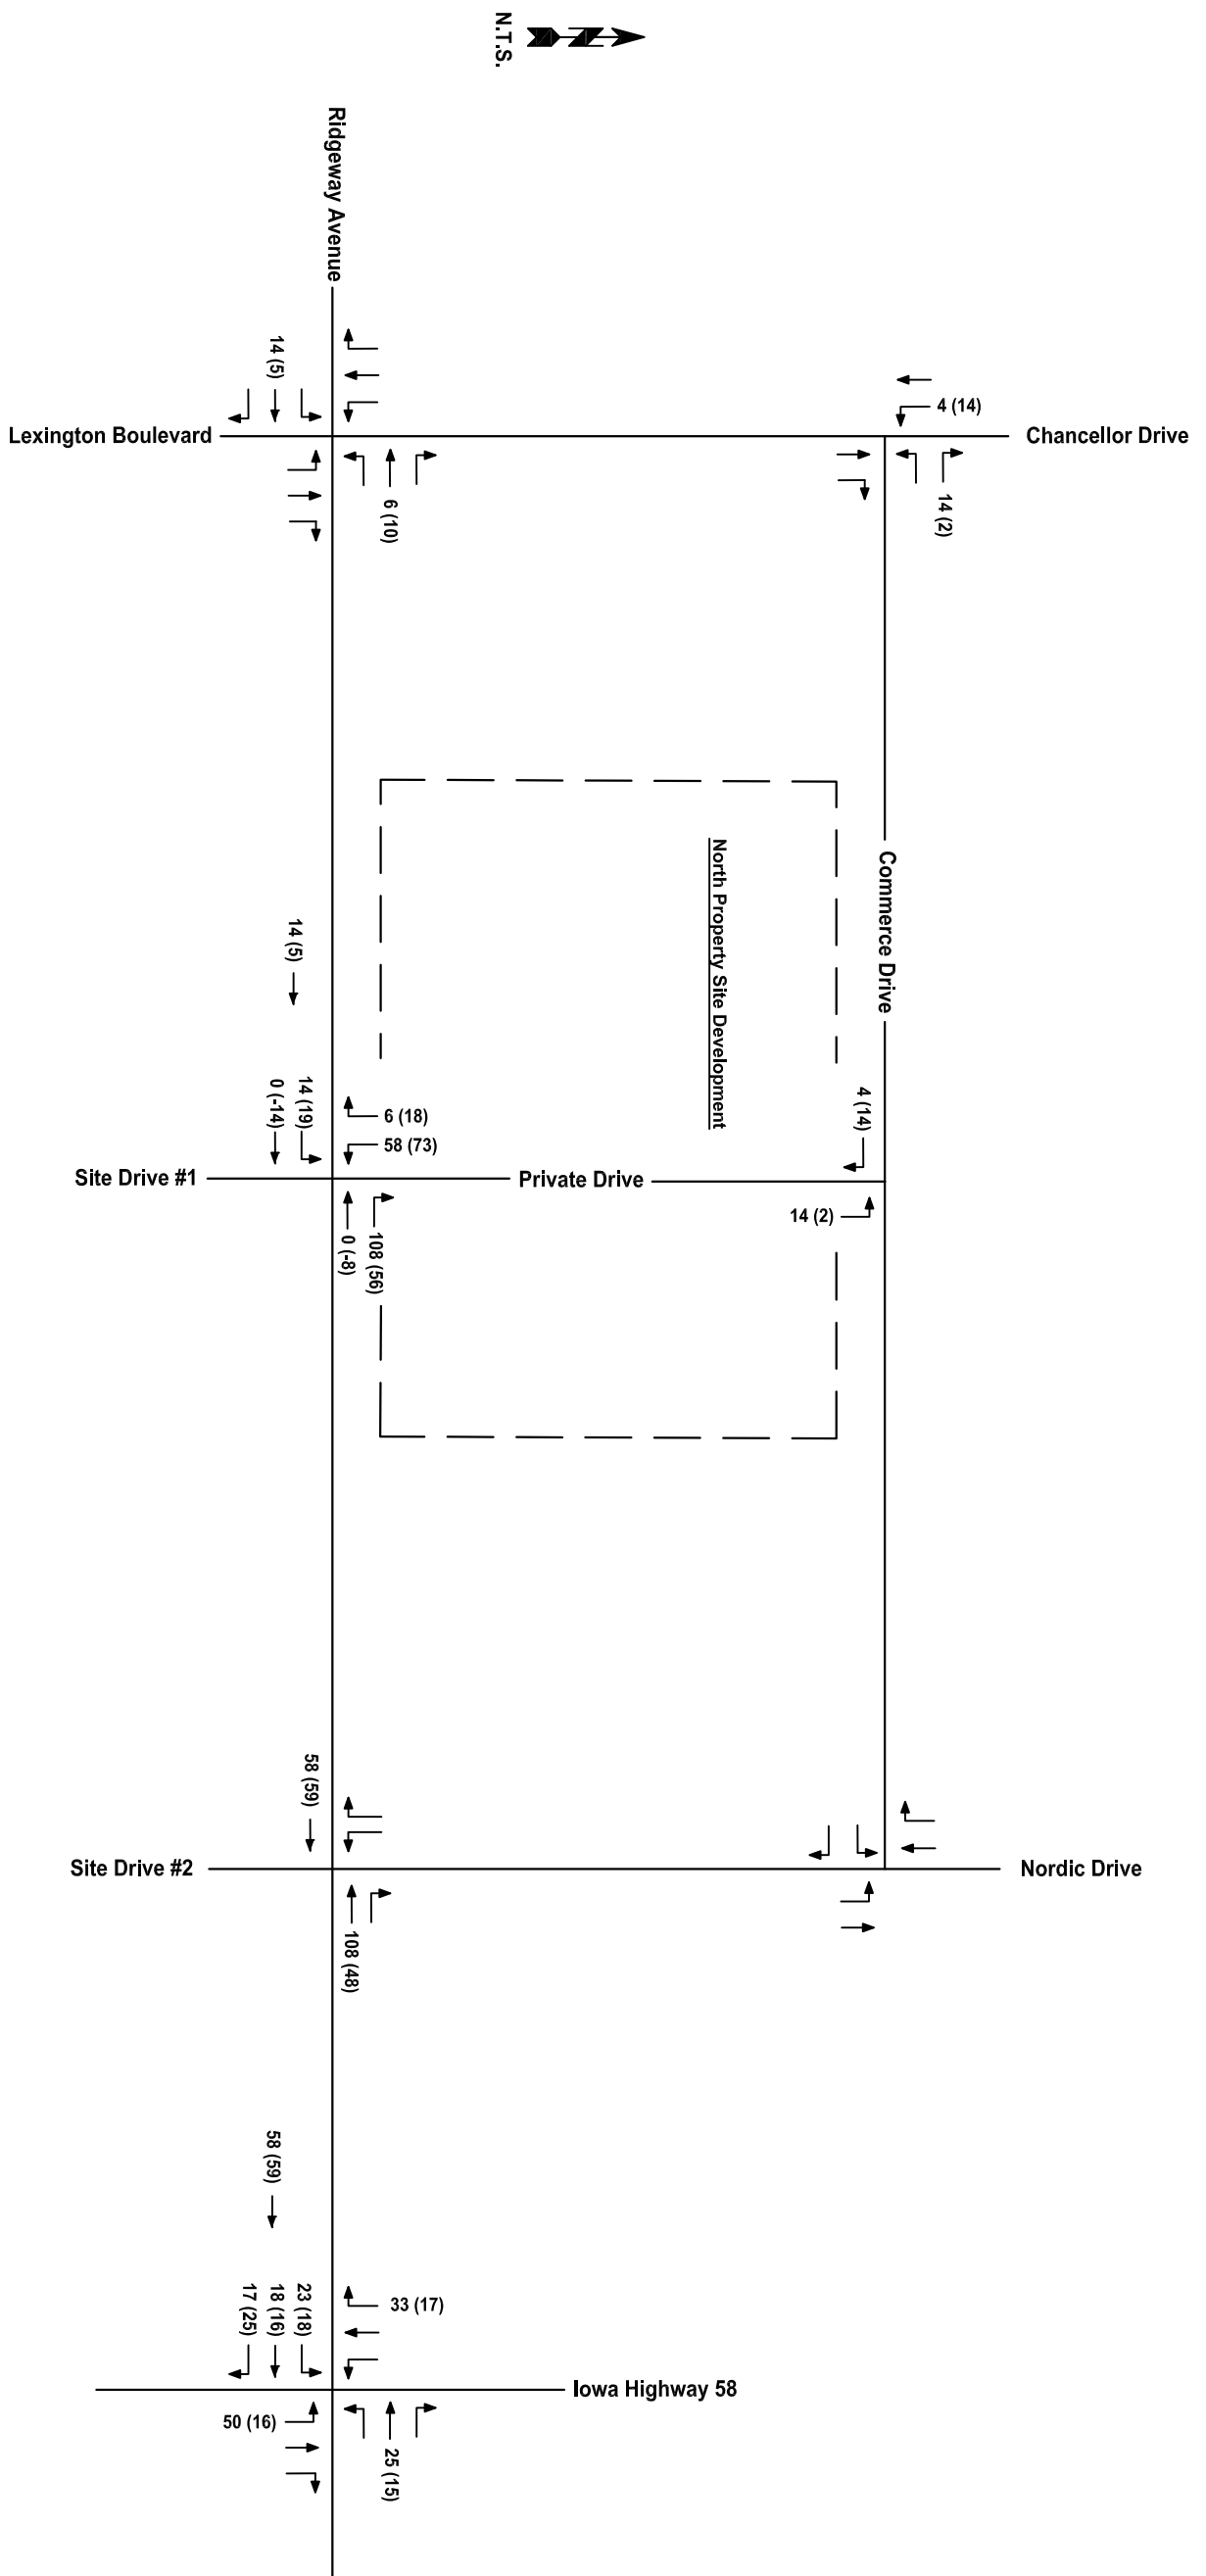 N.T.S.
Ridgeway Avenue
14 (5)
4 (14)
Lexington Boulevard
Chancellor Drive
6 (10)
14 (2)
North Property Site Development
Commerce Drive
14 (5)
14 (19)
0 (-14)
6 (18)
58 (73)
4 (14)
Site Drive #1
Private Drive
14 (2)
108 (56)
0 (-8)
58 (59)
Site Drive #2
Nordic Drive
108 (48)
58 (59)
23 (18)
18 (16)
17 (25)
33 (17)
Iowa Highway 58
50 (16)
25 (15)